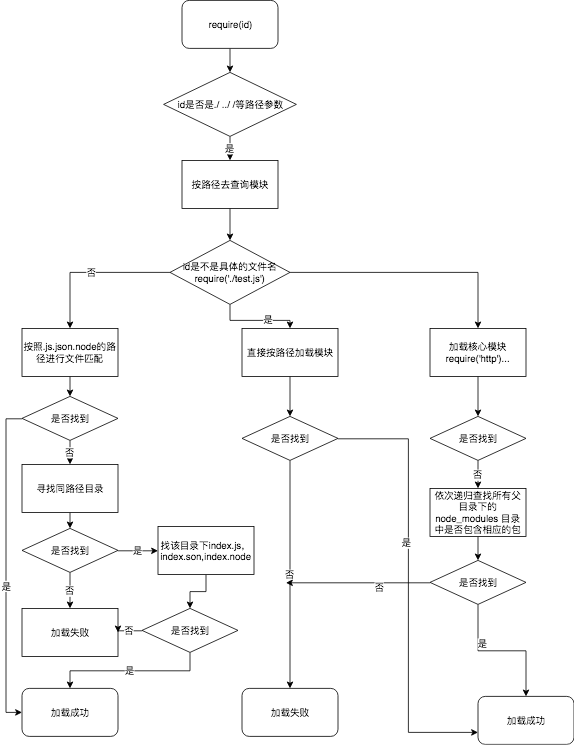 require(id)
id是否是./ ../ /等路径参数
是
按路径去查询模块
id是不是具体的文件名
require('./test.js')
否
是
按照.js.json.node的路
径进行文件匹配
直接按路径加载模块
加载核心模块
require('http')...
是否找到
是否找到
是否找到
否
否
寻找同路径目录
依次递归查找所有父
目录下的
node_modules 目录
中是否包含相应的包
是否找到
是
找该目录下index.js,
index.son,index.node
是
否
否
否
是否找到
是
加载失败
否
是否找到
是
是
加载成功
加载失败
加载成功